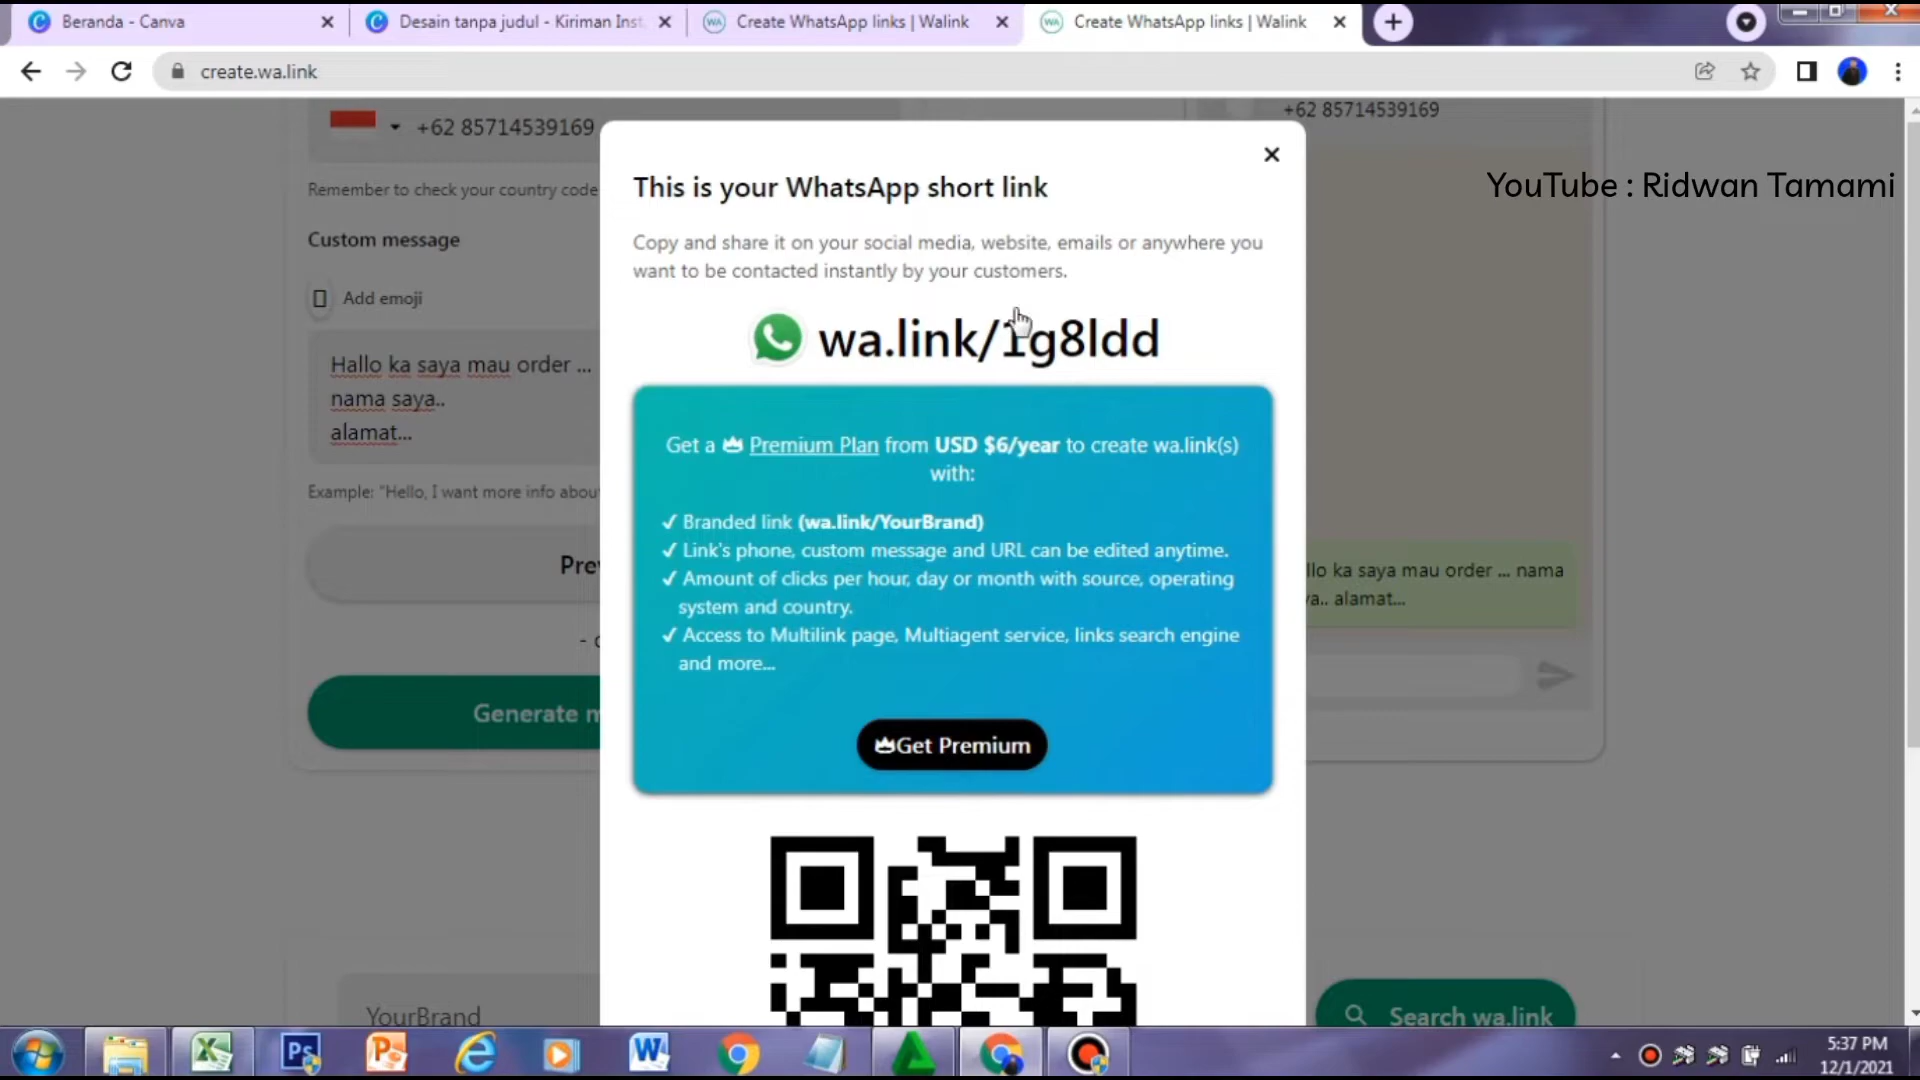 Beranda - Canva
Desain tanpa judul - Kiriman Inst
Create WhatsApp links | Walink
Create WhatsApp links | Walink
create.wa.link
+62 85714539169
+62 85714539169
YouTube : Ridwan Tamami
Remember to check your country code
Custom message
Add emoji
Hallo ka saya mau order ...
nama saya..
alamat...
Example: "Hello, I want more info
Generate
YourBrand
This is your WhatsApp short link
Copy and share it on your social media, website, emails or anywhere you
want to be contacted instantly by your customers.
wa.link/1g8ldd
Get a Premium Plan from USD $6/year to create wa.link(s)
with:
✓ Branded link (wa.link/YourBrand)
✓ Link's phone, custom message and URL can be edited anytime.
✓ Amount of clicks per hour, day or month with source, operating
system and country.
✓ Access to Multilink page, Multiagent service, links search engine
and more...
Get Premium
ka saya mau order ... nama
alamat...
Search wa.link
5:37 PM
12/1/2021